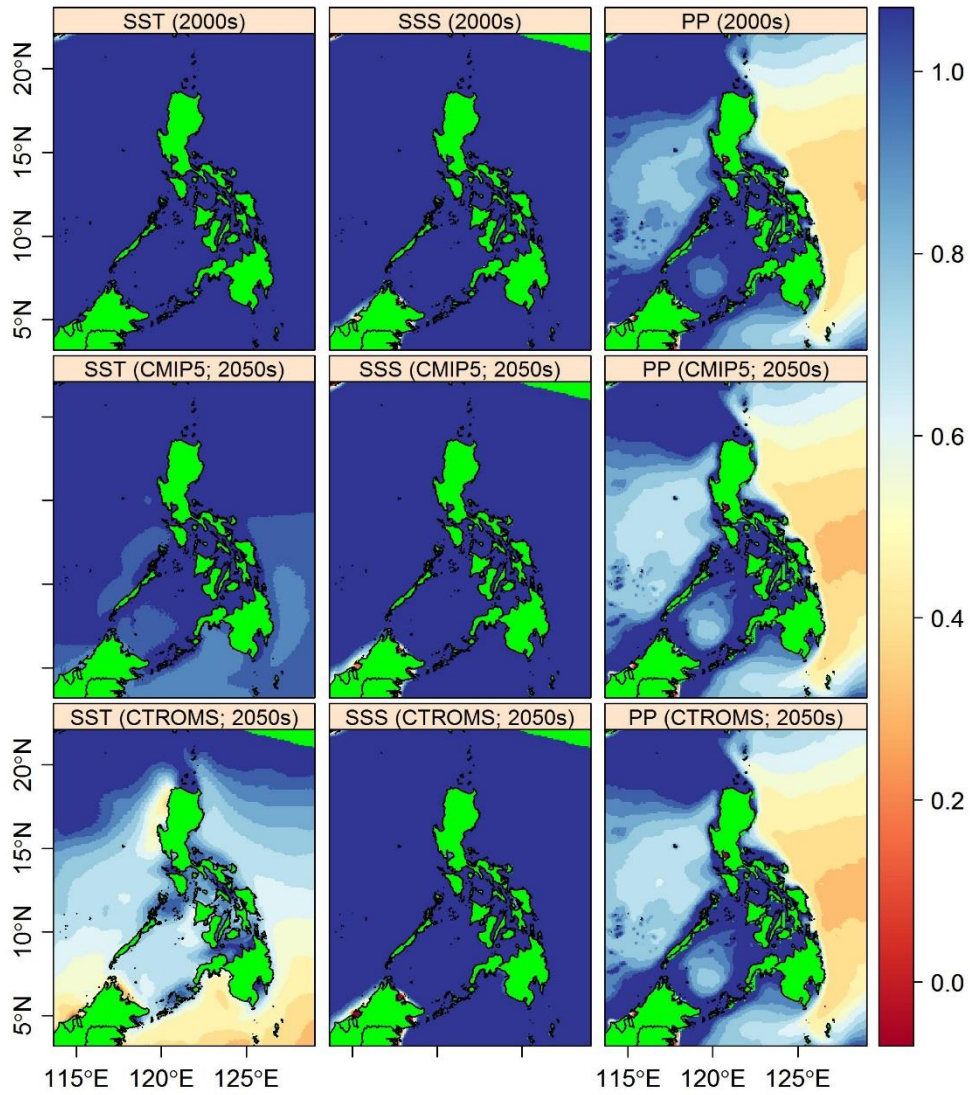 SST (2000s)
SSS (2000s)
PP (2000s)
20°N
15°N
10°N
5°N
SST (CMIP5; 2050s)
SSS (CMIP5; 2050s)
PP (CMIP5; 2050s)
SST (CTROMS; 2050s)
SSS (CTROMS; 2050s)
PP (CTROMS; 2050s)
20°N
15°N
10°N
5°N
115°E 120°E 125°E
115°E 120°E 125°E
1.0
0.8
0.6
0.4
0.2
0.0